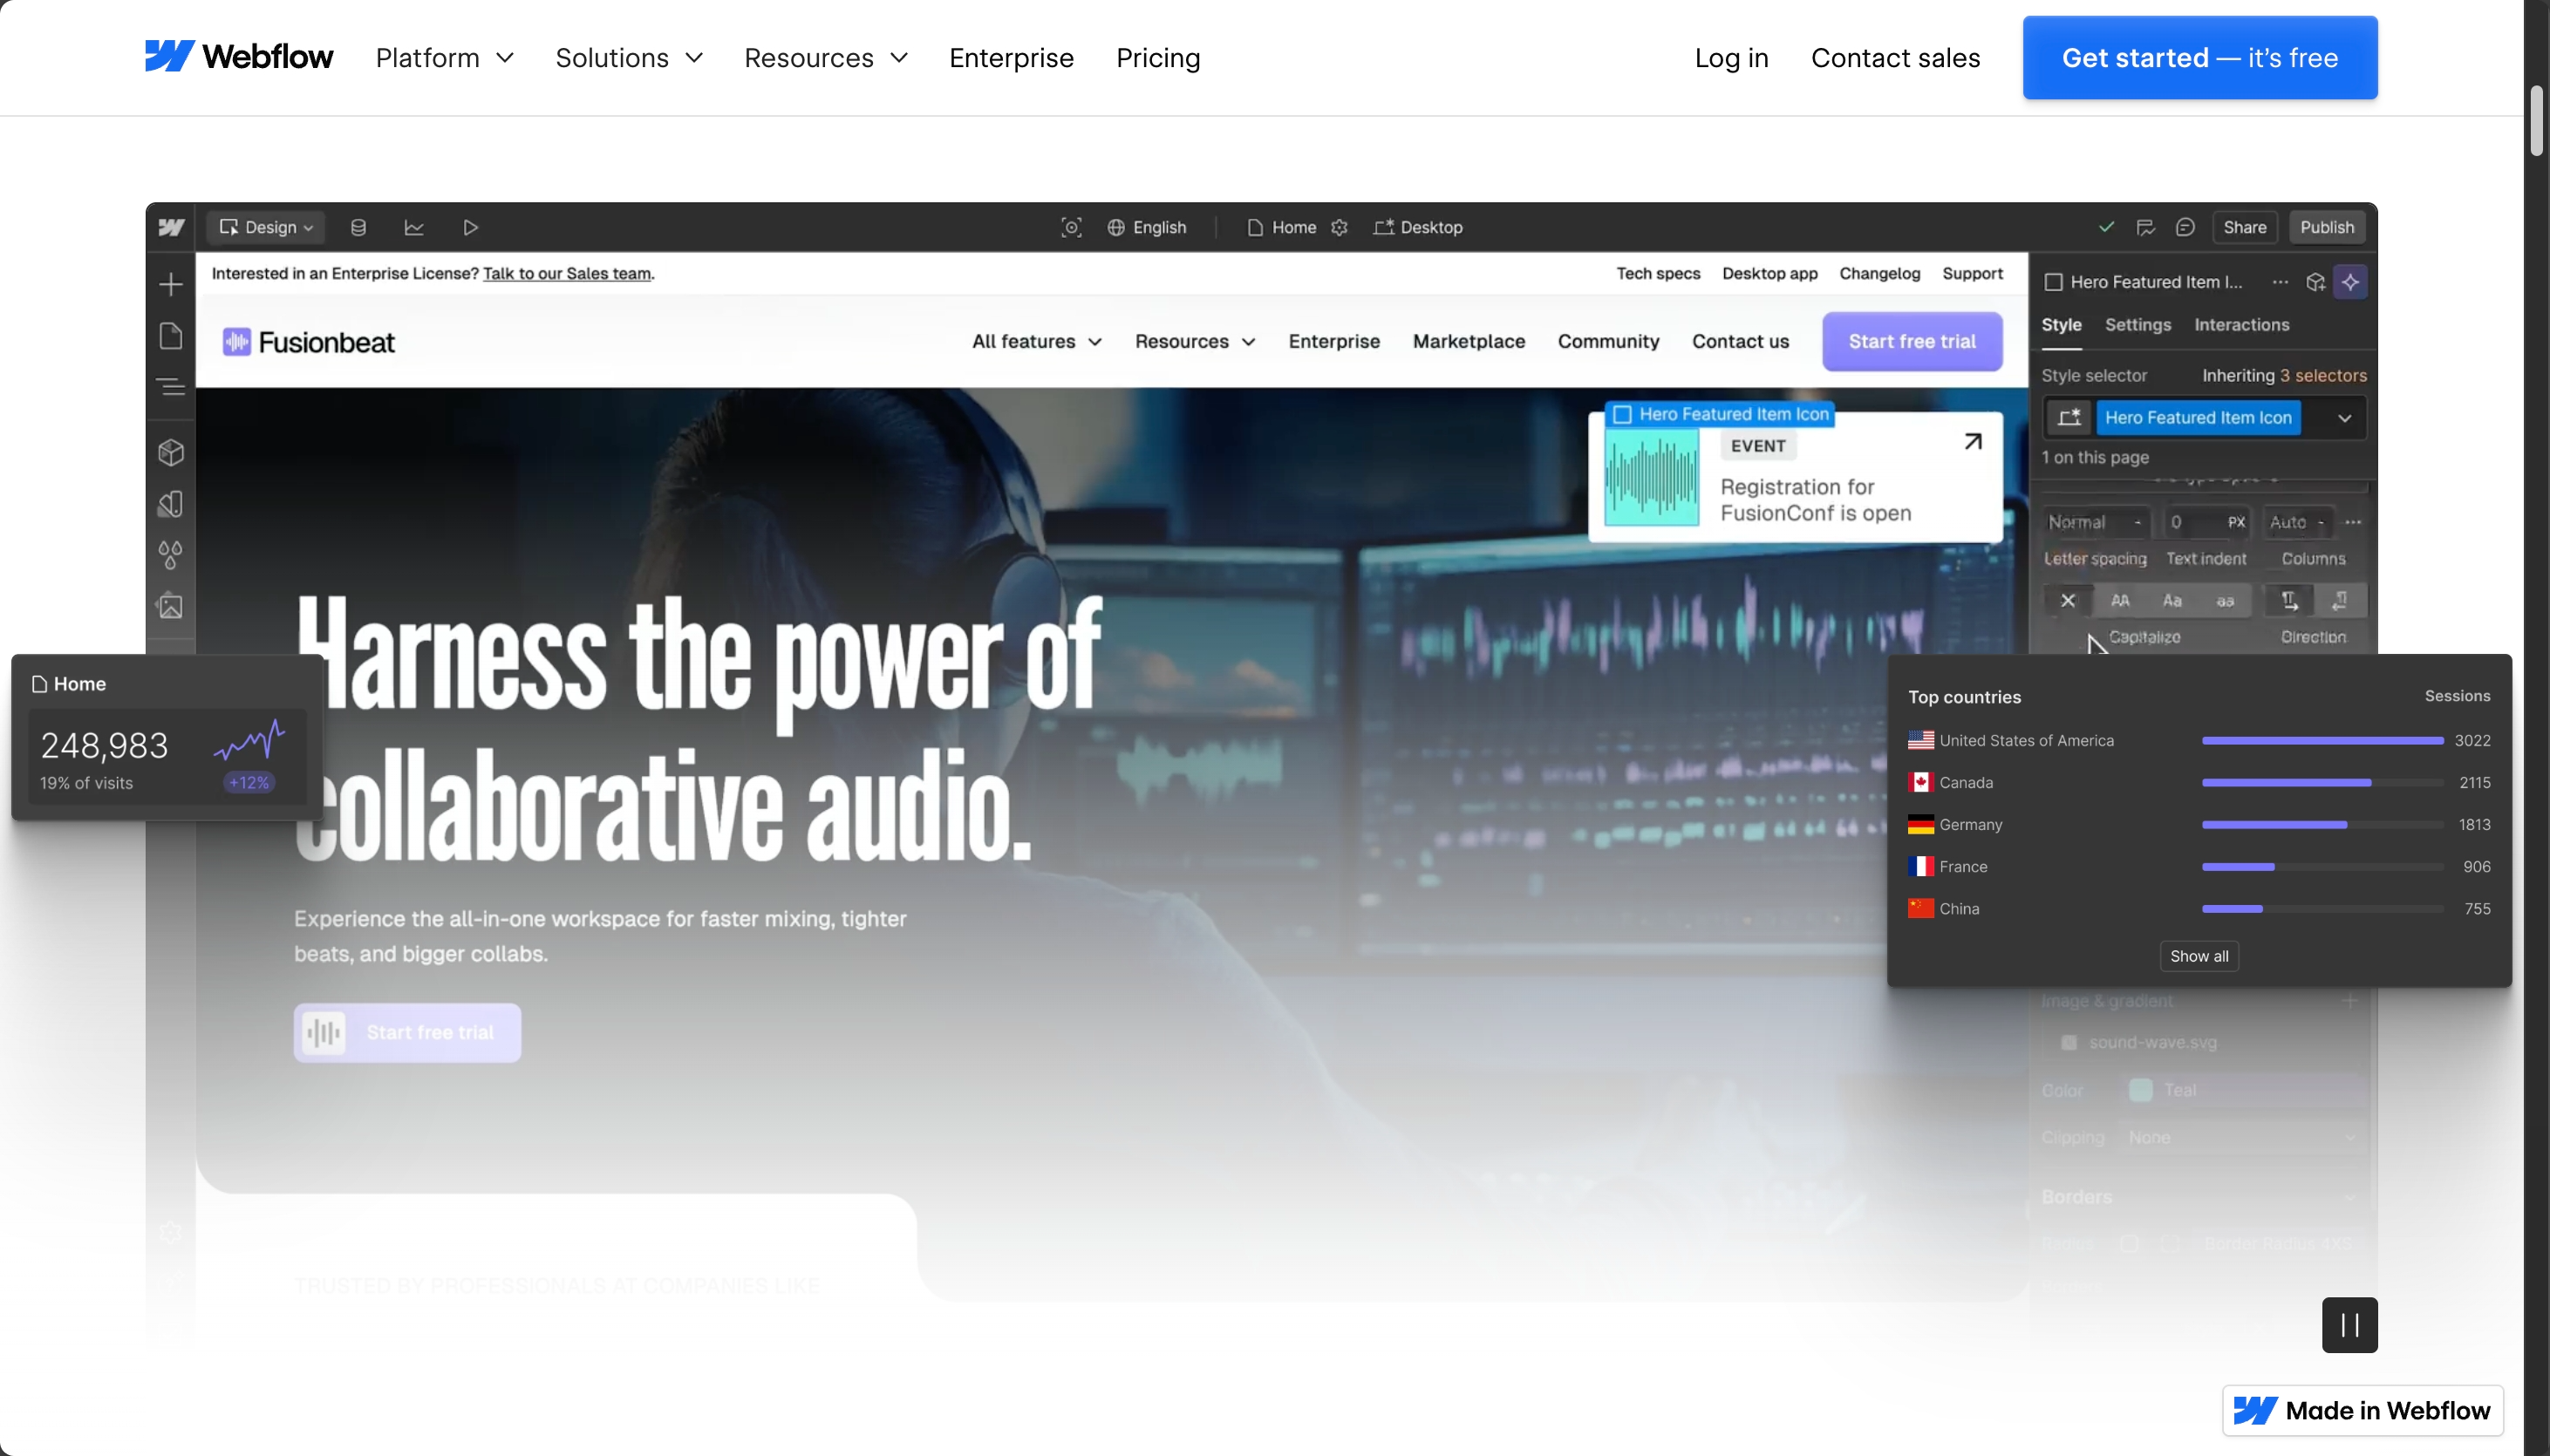 Webflow
Platform
Solutions
Resources
Enterprise
Pricing
Log in
Contact sales
Get started — it's free
Design
English
Home
Desktop
Share
Publish
Interested in an Enterprise License? Talk to our Sales team.
Tech specs
Desktop app
Changelog
Support
Fusionbeat
All features
Resources
Enterprise
Marketplace
Community
Contact us
Start free trial
Hero Featured Item Icon
EVENT
Registration for
FusionConf is open
Harness the power of
collaborative audio.
Experience the all-in-one workspace for faster mixing, tighter
beats, and bigger collabs.
Start free trial
TRUSTED BY PROFESSIONALS AT COMPANIES LIKE
Home
248,983
19% of visits
+12%
Hero Featured Item I...
Style
Settings
Interactions
Style selector
Inheriting 3 selectors
Hero Featured Item Icon
1 on this page
Normal
0
PX
Auto
Letter spacing
Text indent
Columns
AA
Aa
aa
Capitalize
Direction
Top countries
Sessions
United States of America
3022
Canada
2115
Germany
1813
France
906
China
755
Show all
Image & gradient
sound-wave.svg
Color
Teal
Clipping
None
Borders
Radius
Border Radius 4XS
Made in Webflow